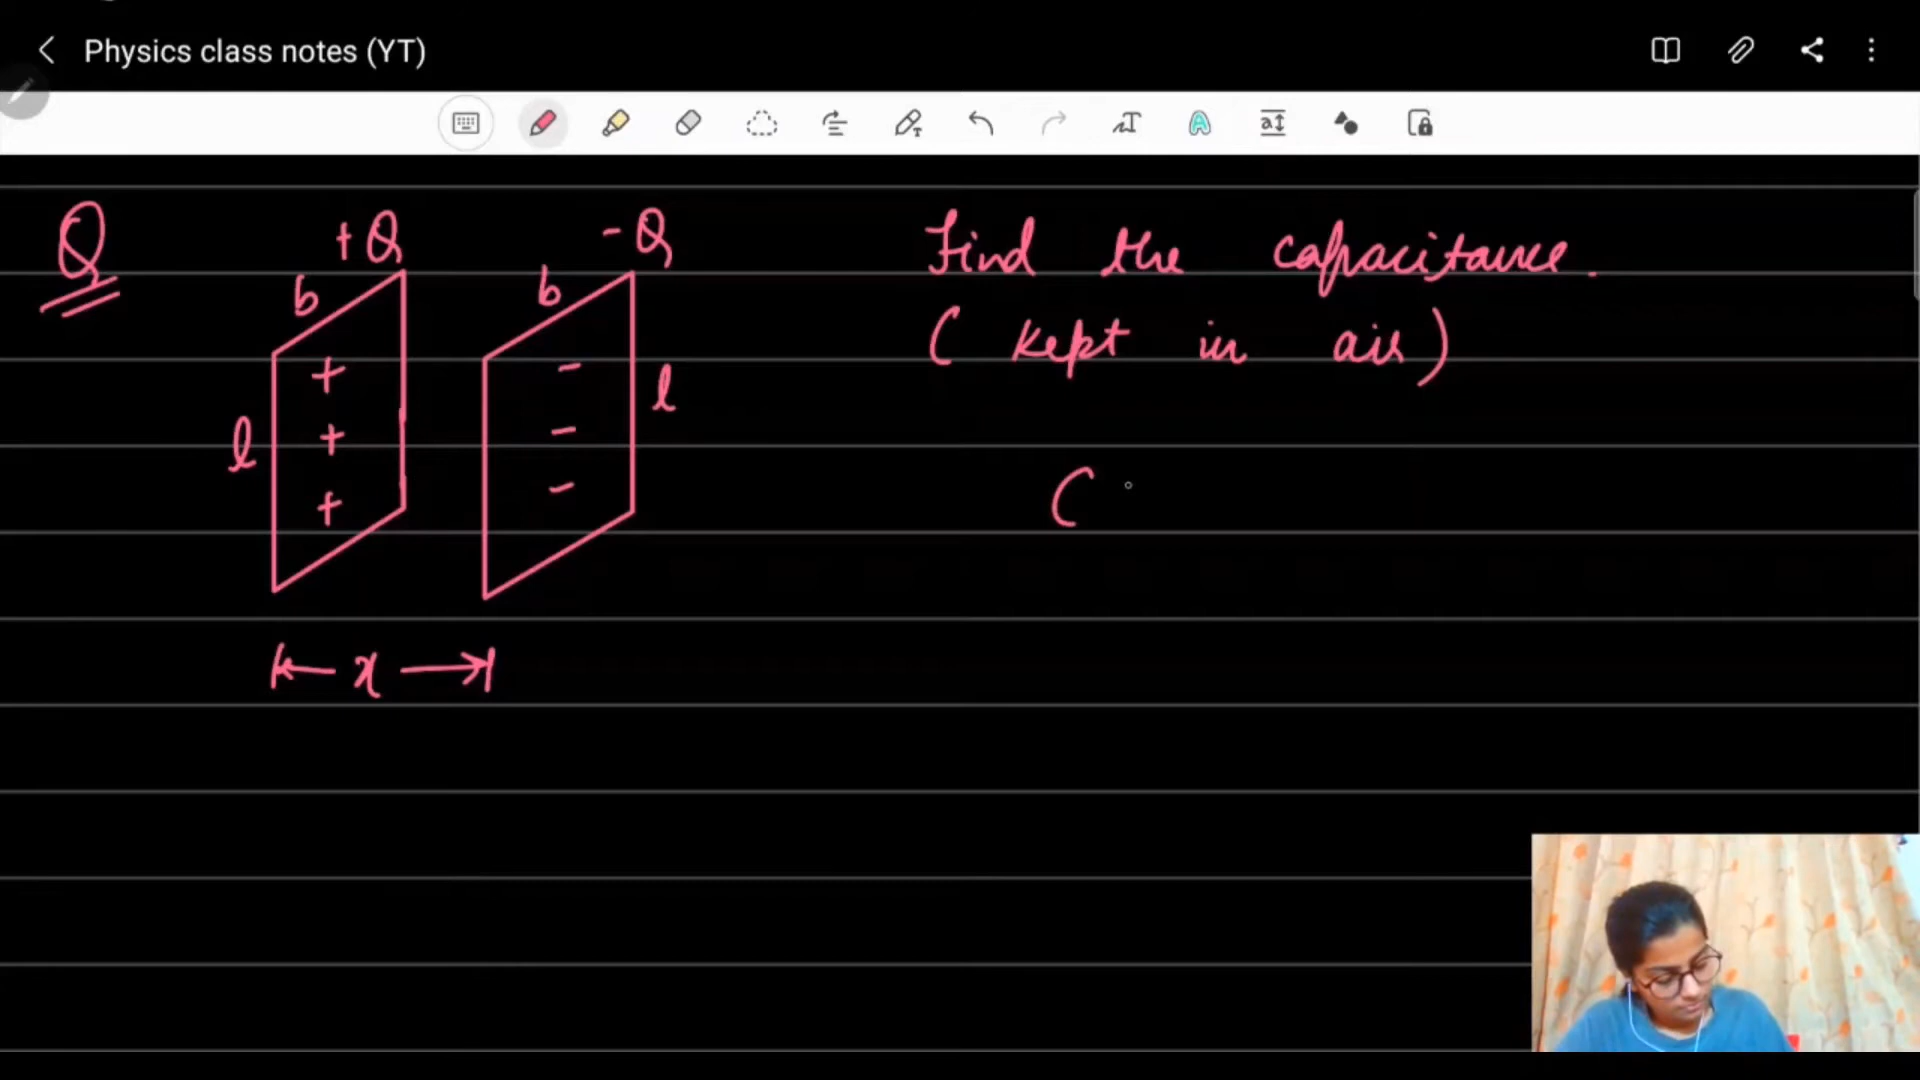 Physics class notes (YT)
Q
+Q
-Q
Find the capacitance.
b
b
( kept in air)
+
-
l
l
+
-
+
-
C
x